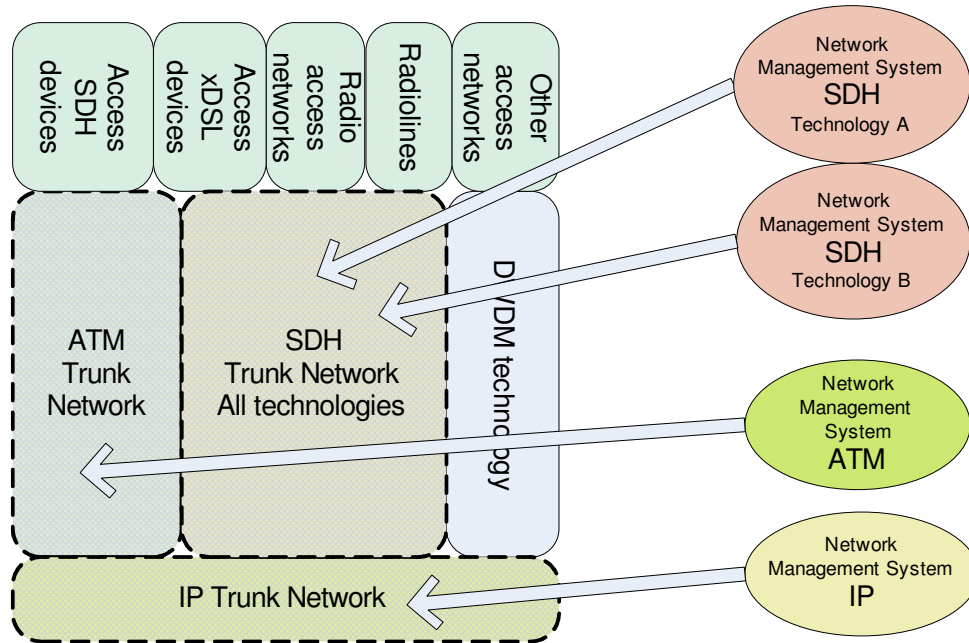 Access
SDH
devices
Access
xDSL
devices
Radio
access
networks
Radiolines
Other
access
networks
ATM
Trunk
Network
SDH
Trunk Network
All technologies
DWDM technology
IP Trunk Network
Network
Management System
SDH
Technology A
Network
Management System
SDH
Technology B
Network
Management
System
ATM
Network
Management System
IP